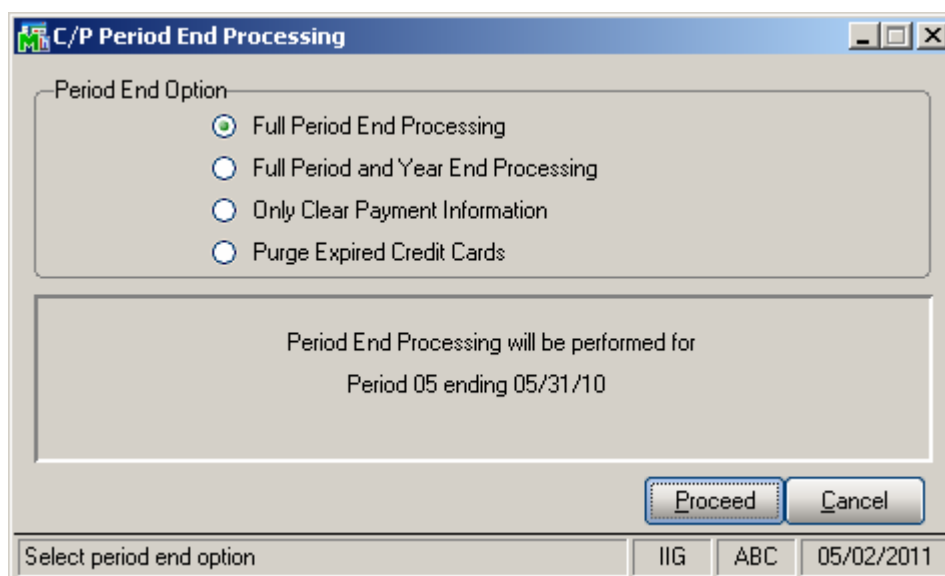 C/P Period End Processing
Period End Option
Full Period End Processing
Full Period and Year End Processing
Only Clear Payment Information
Purge Expired Credit Cards
Period End Processing will be performed for
Period 05 ending 05/31/10
Proceed Cancel
Select period end option IIG ABC 05/02/2011